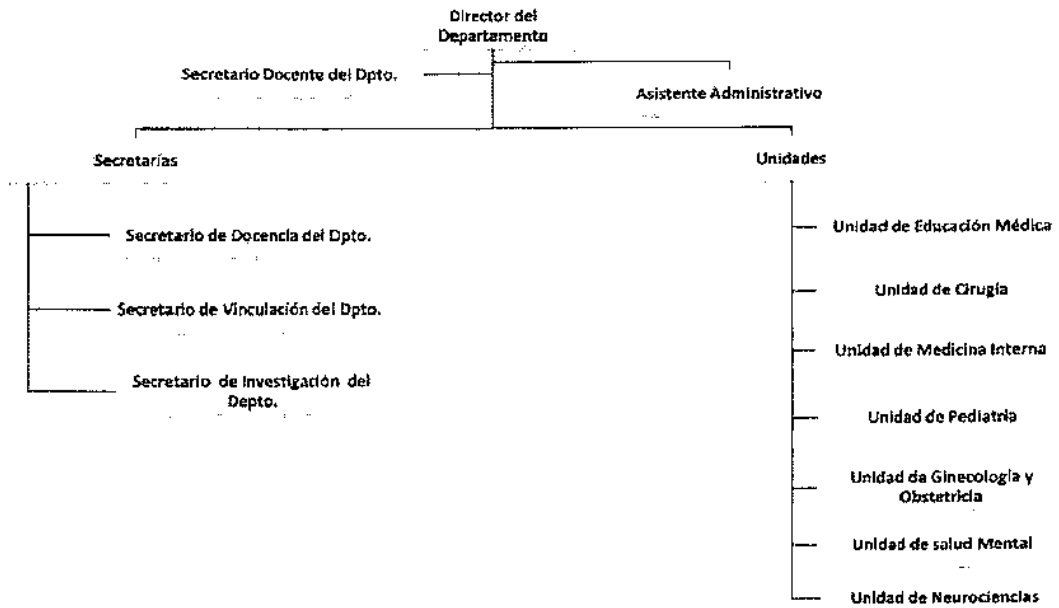 Director del
Departamento
Secretario Docente del Dpto.
Asistente Administrativo
Secretarías
Unidades
Secretario de Docencia del Dpto.
Secretario de Vinculación del Dpto.
Secretario de Investigación del
Depto.
Unidad de Educación Médica
Unidad de Cirugía
Unidad de Medicina Interna
Unidad de Pediatria
Unidad de Ginecología y
Obstetricia
Unidad de salud Mental
Unidad de Neurociencias